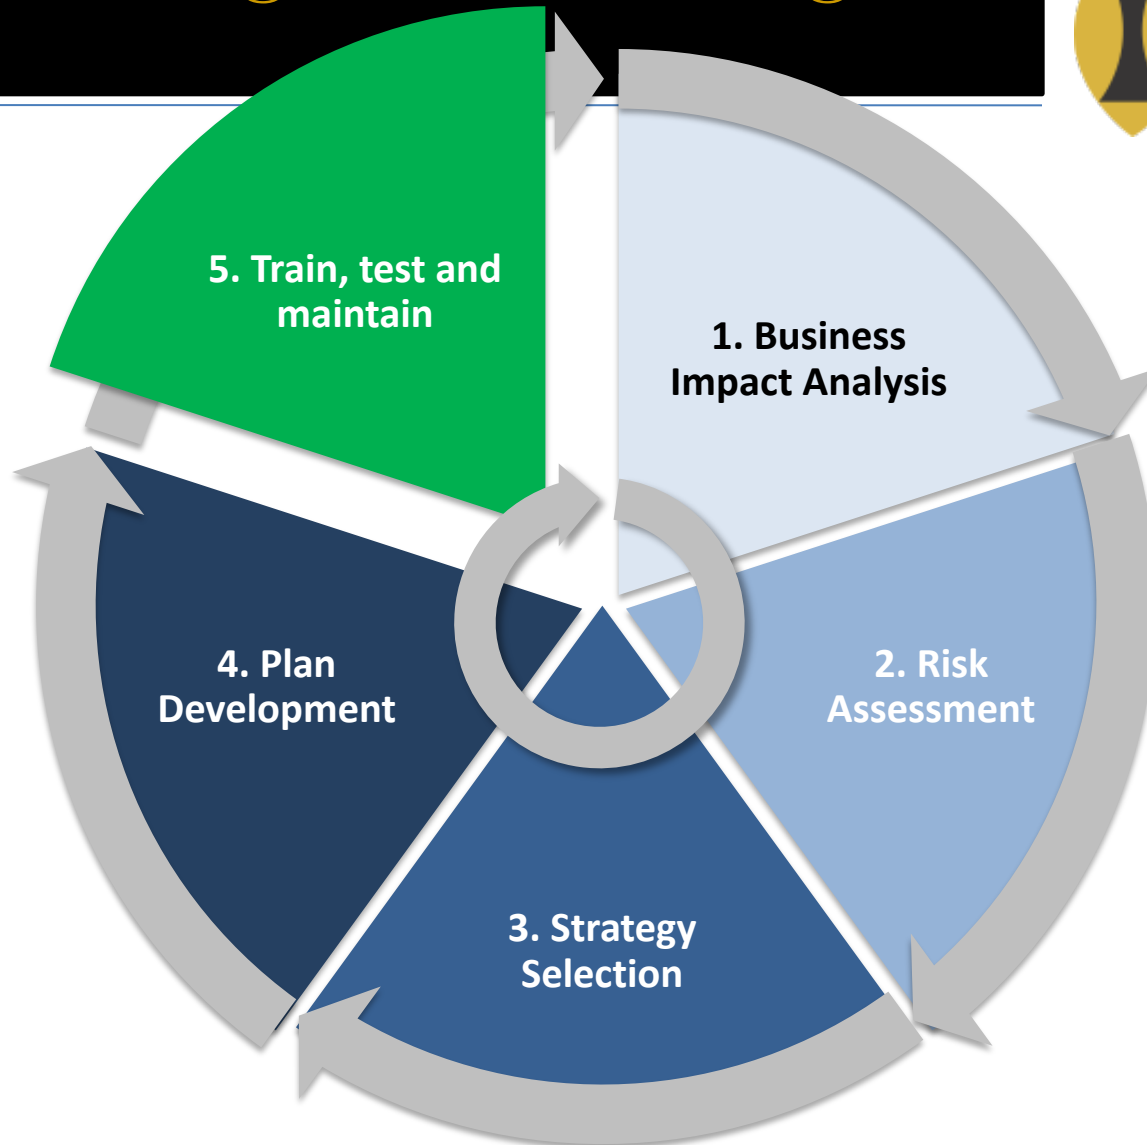 5. Train, test and
maintain
1. Business
Impact Analysis
4. Plan
Development
2. Risk
Assessment
3. Strategy
Selection